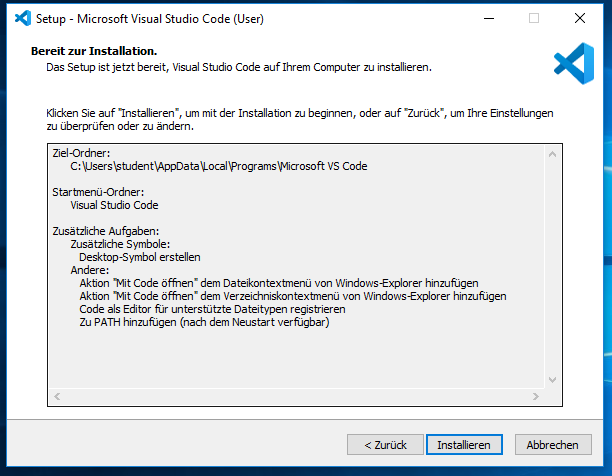 Setup - Microsoft Visual Studio Code (User)
Bereit zur Installation.
Das Setup ist jetzt bereit, Visual Studio Code auf Ihrem Computer zu installieren.
Klicken Sie auf "Installieren", um mit der Installation zu beginnen, oder auf "Zurück", um Ihre Einstellungen
zu überprüfen oder zu ändern.
Ziel-Ordner:
C:\Users\student\AppData\Local\Programs\Microsoft VS Code
Startmenü-Ordner:
Visual Studio Code
Zusätzliche Aufgaben:
Zusätzliche Symbole:
Desktop-Symbol erstellen
Andere:
Aktion "Mit Code öffnen" dem Dateikontextmenü von Windows-Explorer hinzufügen
Aktion "Mit Code öffnen" dem Verzeichniskontextmenü von Windows-Explorer hinzufügen
Code als Editor für unterstützte Dateitypen registrieren
Zu PATH hinzufügen (nach dem Neustart verfügbar)
< Zurück
Installieren
Abbrechen